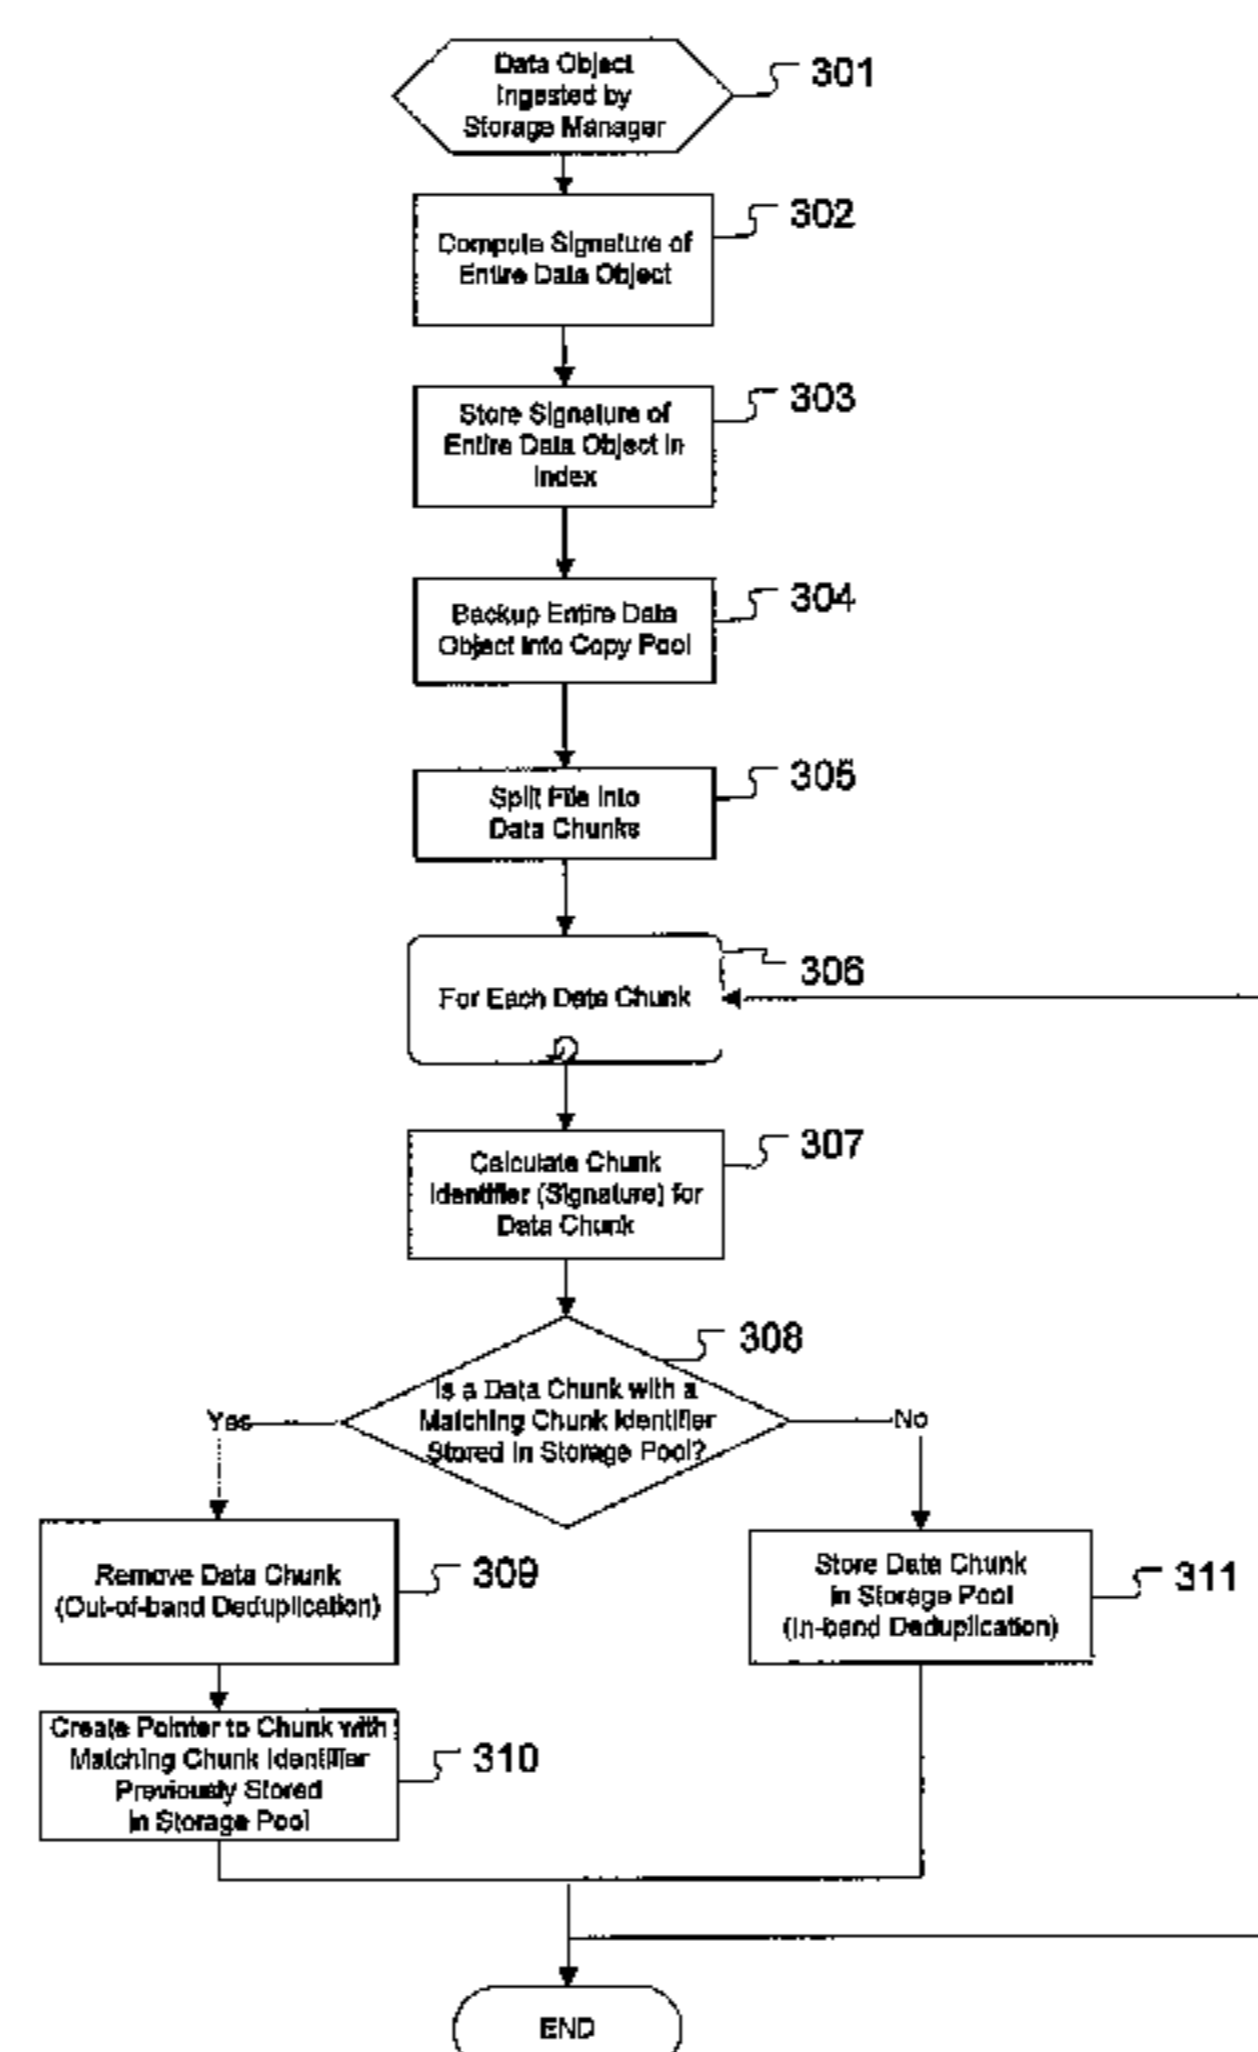 Data Object
Ingested by
Storage Manager
301
Compute Signature of
Entire Data Object
302
Store Signature of
Entire Data Object in
Index
303
Backup Entire Data
Object into Copy Pool
304
Split File into
Data Chunks
305
For Each Data Chunk
306
Calculate Chunk
Identifier (Signature) for
Data Chunk
307
308
Is a Data Chunk with a
Matching Chunk Identifier
Stored in Storage Pool?
Yes
No
Remove Data Chunk
(Out-of-band Deduplication)
309
Store Data Chunk
in Storage Pool
(In-band Deduplication)
311
Create Pointer to Chunk with
Matching Chunk Identifier
Previously Stored
in Storage Pool
310
END